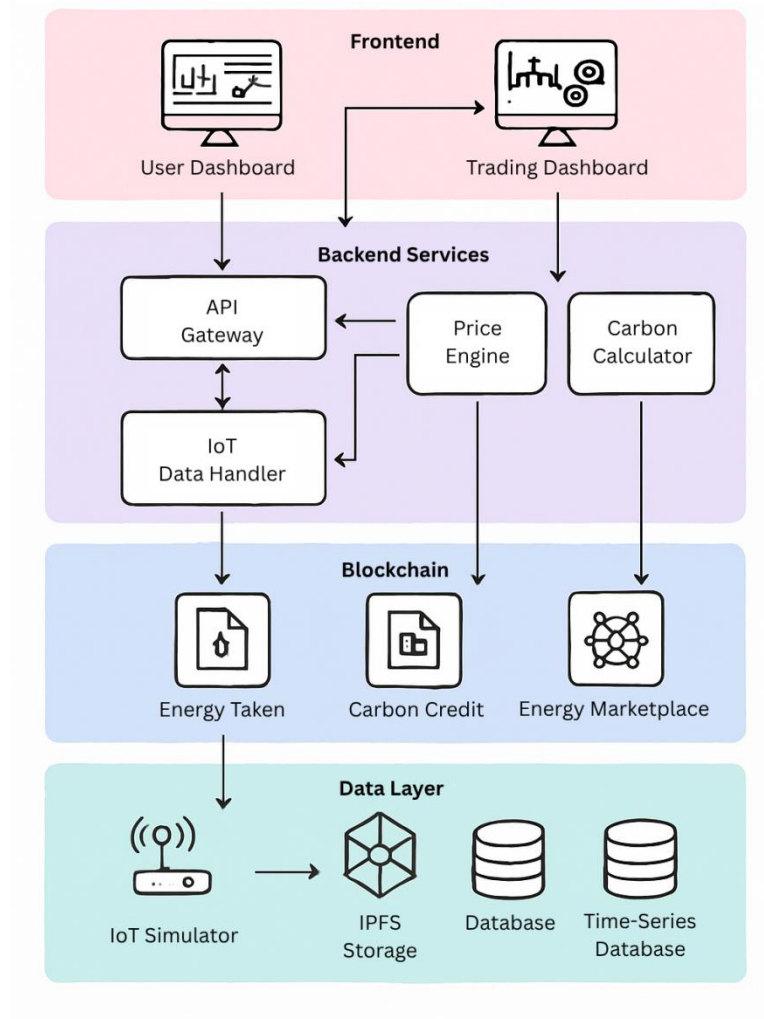 Frontend
User Dashboard
Trading Dashboard
Backend Services
API
Gateway
Price
Engine
Carbon
Calculator
IoT
Data Handler
Blockchain
Energy Taken
Carbon Credit
Energy Marketplace
Data Layer
IoT Simulator
IPFS
Storage
Database
Time-Series
Database